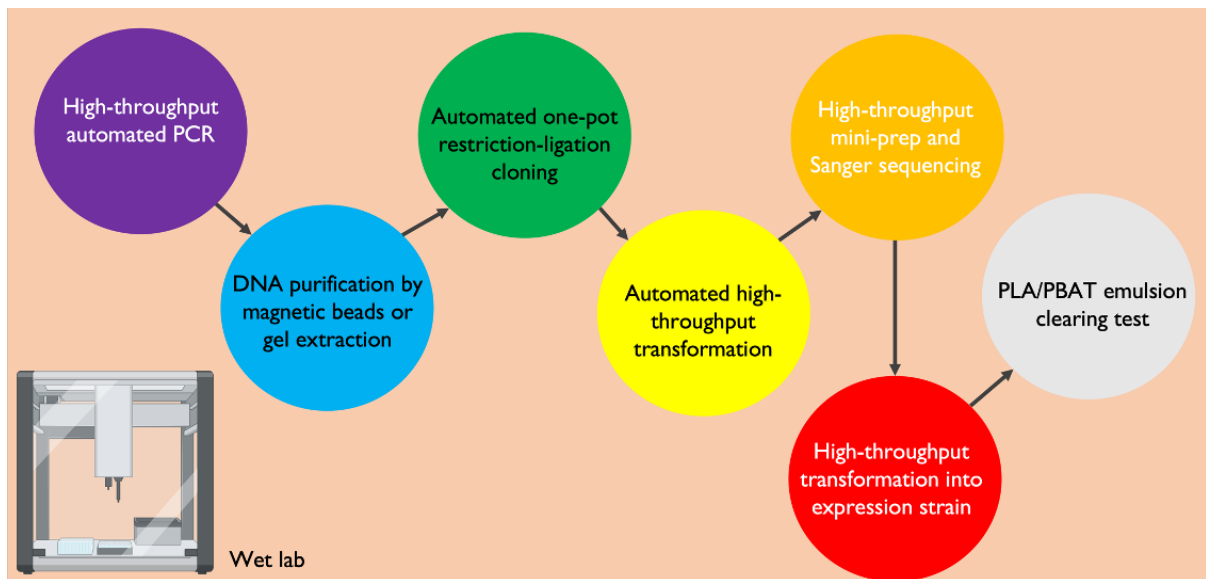 High-throughput
automated PCR
DNA purification by
magnetic beads or
gel extraction
Automated one-pot
restriction-ligation
cloning
Automated high-
throughput
transformation
High-throughput
mini-prep and
Sanger sequencing
High-throughput
transformation into
expression strain
PLA/PBAT emulsion
clearing test
Wet lab